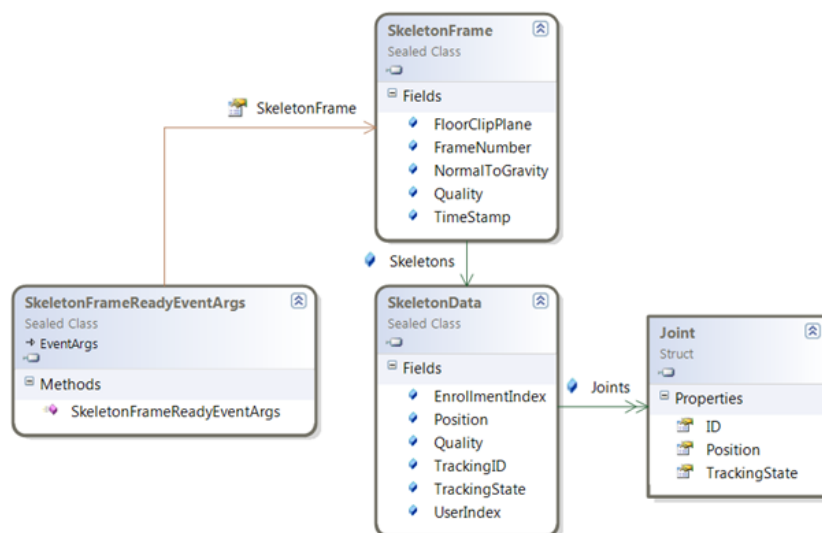 SkeletonFrame
Sealed Class
Fields
FloorClipPlane
FrameNumber
NormalToGravity
Quality
TimeStamp
SkeletonFrame
Skeletons
SkeletonFrameReadyEventArgs
Sealed Class
EventArgs
Methods
SkeletonFrameReadyEventArgs
SkeletonData
Sealed Class
Fields
EnrollmentIndex
Position
Quality
TrackingID
TrackingState
UserIndex
Joints
Joint
Struct
Properties
ID
Position
TrackingState